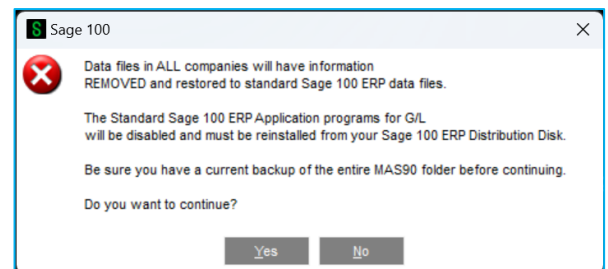 S Sage 100
Data files in ALL companies will have information
REMOVED and restored to standard Sage 100 ERP data files.
The Standard Sage 100 ERP Application programs for G/L
will be disabled and must be reinstalled from your Sage 100 ERP Distribution Disk.
Be sure you have a current backup of the entire MAS90 folder before continuing.
Do you want to continue?
Yes No